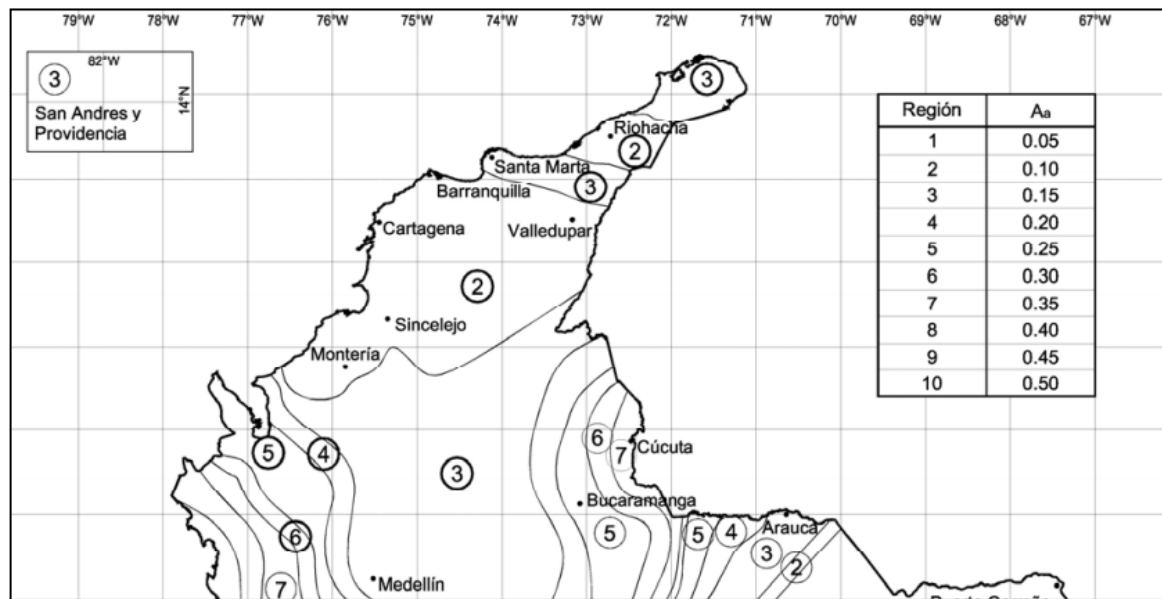 79°W 78°W 77°W 76°W 75°W 74°W 73°W 72°W 71°W 70°W 69°W 68°W 67°W
82°W
3
14°N
San Andres y
Providencia
3
Riohacha
2
Santa Marta
3
Barranquilla
Cartagena
Valledupar
2
Sincelejo
Montería
6
Cúcuta
5
4
7
3
Bucaramanga
6
5
5
4
Arauca
3
2
7
Medellín
Región Aa
1 0.05
2 0.10
3 0.15
4 0.20
5 0.25
6 0.30
7 0.35
8 0.40
9 0.45
10 0.50